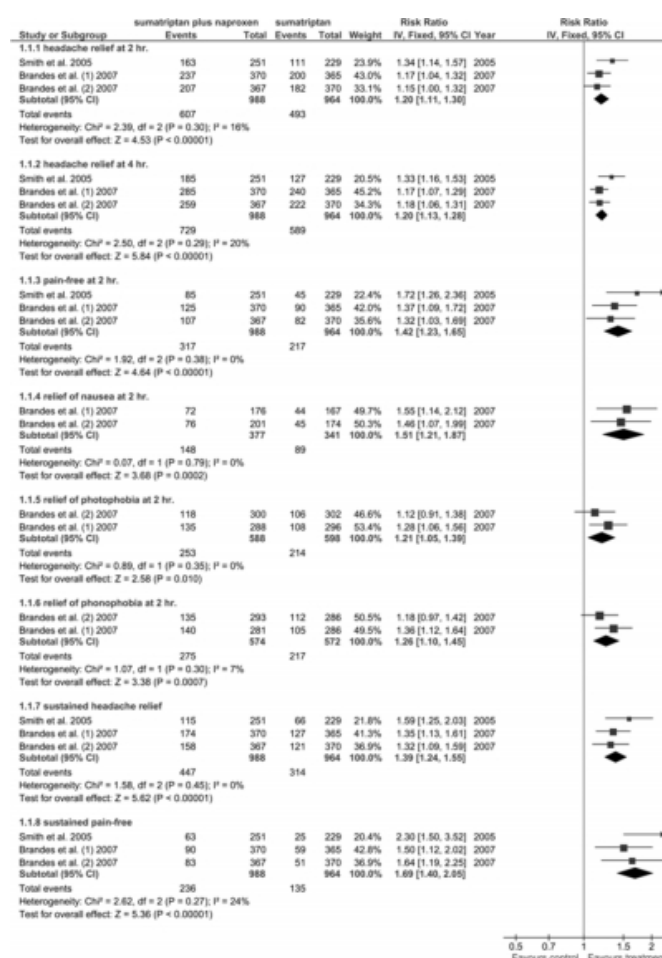 sumatriptan plus naproxen sumatriptan Risk Ratio Risk Ratio
Study or Subgroup Events Total Events Total Weight IV, Fixed, 95% CI Year IV, Fixed, 95% CI
1.1.1 headache relief at 2 hr.
Smith et al. 2005 163 251 111 229 23.9% 1.34 [1.14, 1.57] 2005
Brandes et al. (1) 2007 237 370 200 365 43.0% 1.17 [1.04, 1.32] 2007
Brandes et al. (2) 2007 207 367 182 370 33.1% 1.15 [1.00, 1.32] 2007
Subtotal (95% CI) 988 964 100.0% 1.20 [1.11, 1.30]
Total events 607 493
Heterogeneity: Chi² = 2.39, df = 2 (P = 0.30); I² = 16%
Test for overall effect: Z = 4.53 (P < 0.00001)
1.1.2 headache relief at 4 hr.
Smith et al. 2005 185 251 127 229 20.5% 1.33 [1.16, 1.53] 2005
Brandes et al. (1) 2007 285 370 240 365 45.2% 1.17 [1.07, 1.29] 2007
Brandes et al. (2) 2007 259 367 222 370 34.3% 1.18 [1.06, 1.31] 2007
Subtotal (95% CI) 988 964 100.0% 1.20 [1.13, 1.28]
Total events 729 589
Heterogeneity: Chi² = 2.50, df = 2 (P = 0.29); I² = 20%
Test for overall effect: Z = 5.84 (P < 0.00001)
1.1.3 pain-free at 2 hr.
Smith et al. 2005 85 251 45 229 22.4% 1.72 [1.26, 2.36] 2005
Brandes et al. (1) 2007 125 370 90 365 42.0% 1.37 [1.09, 1.72] 2007
Brandes et al. (2) 2007 107 367 82 370 35.6% 1.32 [1.03, 1.69] 2007
Subtotal (95% CI) 988 964 100.0% 1.42 [1.23, 1.65]
Total events 317 217
Heterogeneity: Chi² = 1.92, df = 2 (P = 0.38); I² = 0%
Test for overall effect: Z = 4.64 (P < 0.00001)
1.1.4 relief of nausea at 2 hr.
Brandes et al. (1) 2007 72 176 44 167 49.7% 1.55 [1.14, 2.12] 2007
Brandes et al. (2) 2007 76 201 45 174 50.3% 1.46 [1.07, 1.99] 2007
Subtotal (95% CI) 377 341 100.0% 1.51 [1.21, 1.87]
Total events 148 89
Heterogeneity: Chi² = 0.07, df = 1 (P = 0.79); I² = 0%
Test for overall effect: Z = 3.68 (P = 0.0002)
1.1.5 relief of photophobia at 2 hr.
Brandes et al. (2) 2007 118 300 106 302 46.6% 1.12 [0.91, 1.38] 2007
Brandes et al. (1) 2007 135 288 108 296 53.4% 1.28 [1.06, 1.56] 2007
Subtotal (95% CI) 588 598 100.0% 1.21 [1.05, 1.39]
Total events 253 214
Heterogeneity: Chi² = 0.89, df = 1 (P = 0.35); I² = 0%
Test for overall effect: Z = 2.58 (P = 0.010)
1.1.6 relief of phonophobia at 2 hr.
Brandes et al. (2) 2007 135 293 112 286 50.5% 1.18 [0.97, 1.42] 2007
Brandes et al. (1) 2007 140 281 105 286 49.5% 1.36 [1.12, 1.64] 2007
Subtotal (95% CI) 574 572 100.0% 1.26 [1.10, 1.45]
Total events 275 217
Heterogeneity: Chi² = 1.07, df = 1 (P = 0.30); I² = 7%
Test for overall effect: Z = 3.38 (P = 0.0007)
1.1.7 sustained headache relief
Smith et al. 2005 115 251 66 229 21.8% 1.59 [1.25, 2.03] 2005
Brandes et al. (1) 2007 174 370 127 365 41.3% 1.35 [1.13, 1.61] 2007
Brandes et al. (2) 2007 158 367 121 370 36.9% 1.32 [1.09, 1.59] 2007
Subtotal (95% CI) 988 964 100.0% 1.39 [1.24, 1.55]
Total events 447 314
Heterogeneity: Chi² = 1.58, df = 2 (P = 0.45); I² = 0%
Test for overall effect: Z = 5.62 (P < 0.00001)
1.1.8 sustained pain-free
Smith et al. 2005 63 251 25 229 20.4% 2.30 [1.50, 3.52] 2005
Brandes et al. (1) 2007 90 370 59 365 42.7% 1.50 [1.12, 2.02] 2007
Brandes et al. (2) 2007 83 367 51 370 36.9% 1.64 [1.19, 2.25] 2007
Subtotal (95% CI) 988 964 100.0% 1.69 [1.40, 2.05]
Total events 236 135
Heterogeneity: Chi² = 2.62, df = 2 (P = 0.27); I² = 24%
Test for overall effect: Z = 5.36 (P < 0.00001)
0.5 0.7 1 1.5 2
Favours control Favours treatment